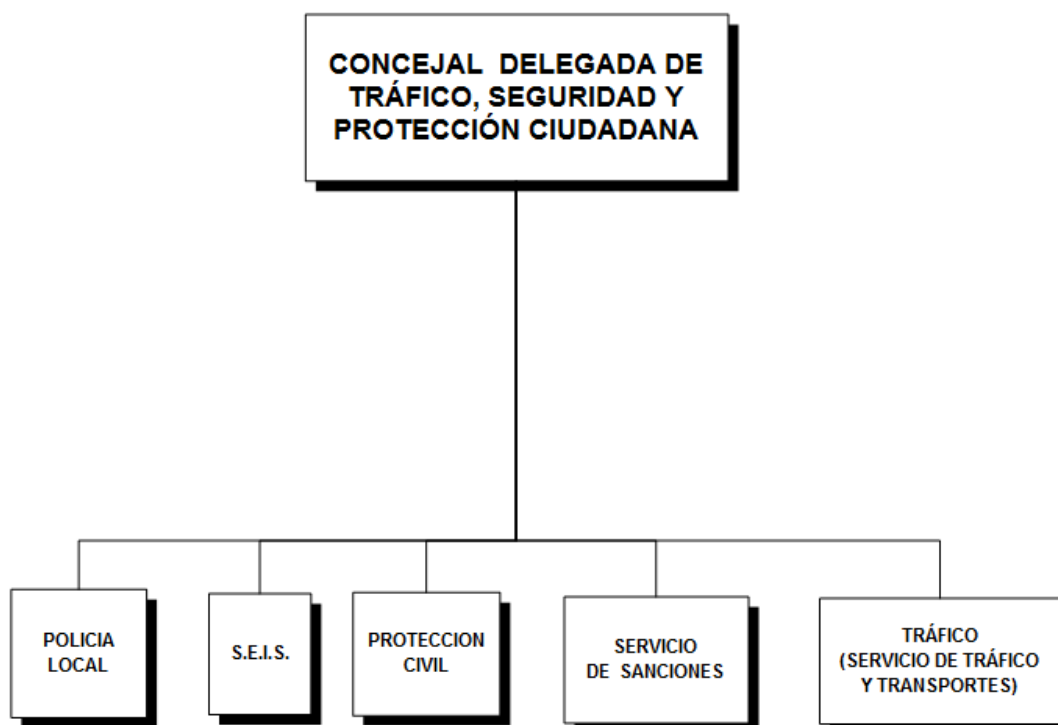 CONCEJAL DELEGADA DE
TRÁFICO, SEGURIDAD Y
PROTECCIÓN CIUDADANA
POLICIA
LOCAL
S.E.I.S.
PROTECCION
CIVIL
SERVICIO
DE SANCIONES
TRÁFICO
(SERVICIO DE TRÁFICO
Y TRANSPORTES)